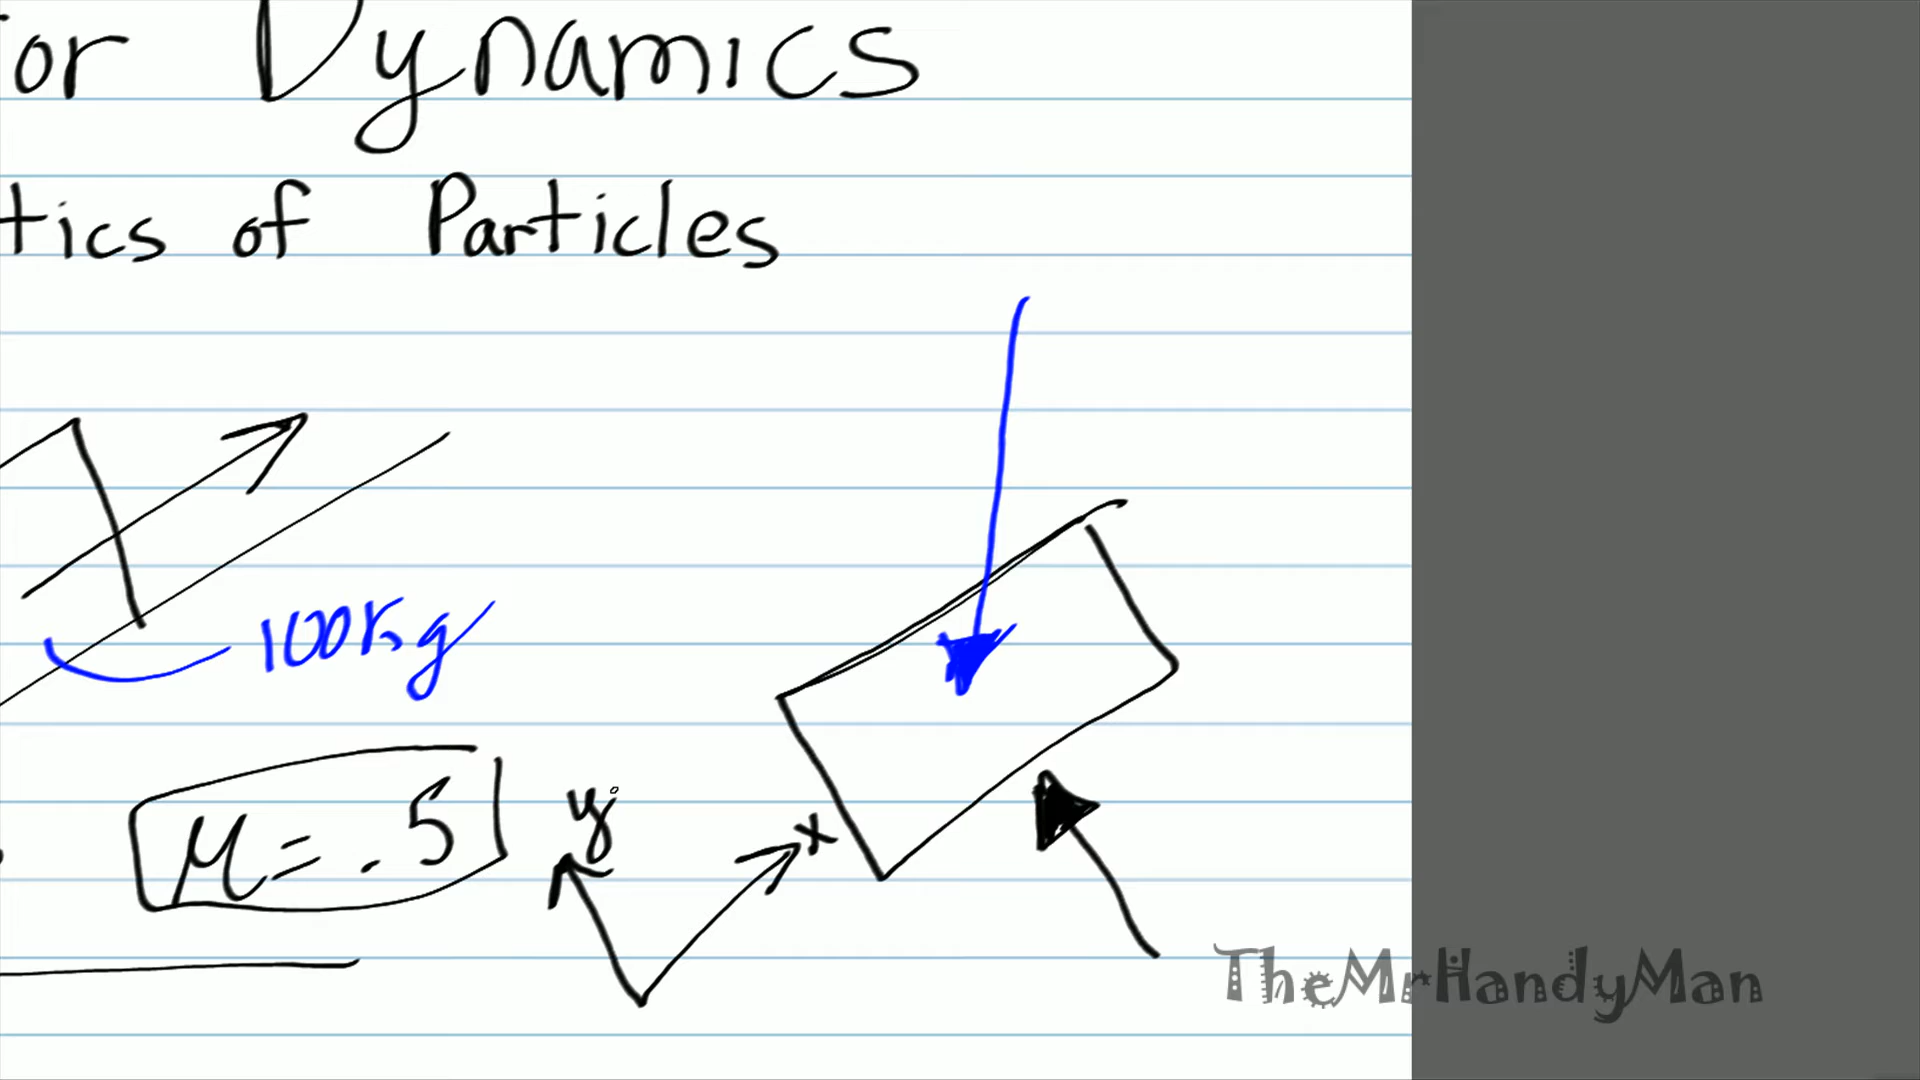 or Dynamics
tics of Particles
100Kg
μ = .5
y
x
TheMrHandyMan